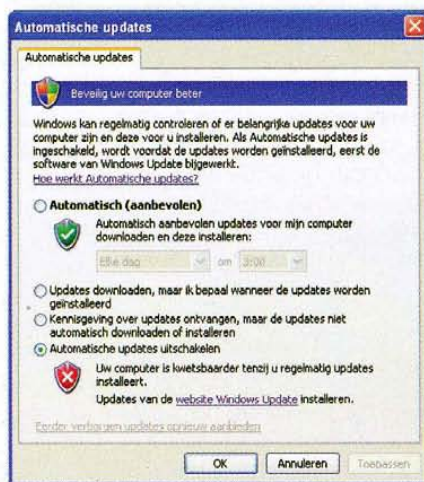 Automatische updates
Automatische updates
Beveilig uw computer beter
Windows kan regelmatig controleren of er belangrijke updates voor uw
computer zijn en deze voor u installeren. Als Automatische updates is
ingeschakeld, wordt voordat de updates worden geïnstalleerd, eerst de
software van Windows Update bijgewerkt.
Hoe werkt Automatische updates?
Automatisch (aanbevolen)
Automatisch aanbevolen updates voor mijn computer
downloaden en deze installeren:
Elke dag om 3:00
Updates downloaden, maar ik bepaal wanneer de updates worden
geïnstalleerd
Kennisgeving over updates ontvangen, maar de updates niet
automatisch downloaden of installeren
Automatische updates uitschakelen
Uw computer is kwetsbaarder tenzij u regelmatig updates
installeert.
Updates van de website Windows Update installeren.
Eerder verborgen updates opnieuw aanbieden
OK Annuleren Toepassen